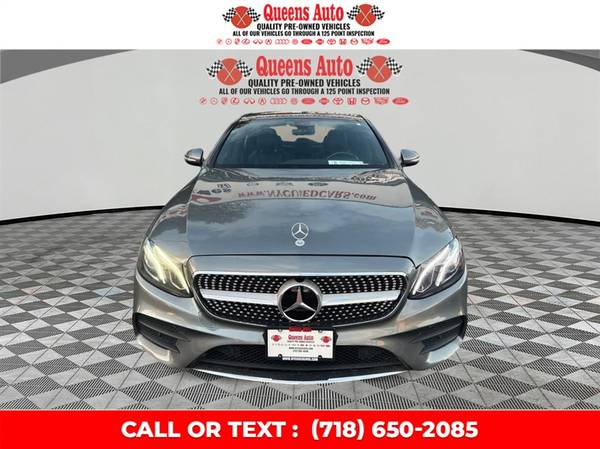 Queens Auto
QUALITY PRE-OWNED VEHICLES
ALL OF OUR VEHICLES GO THROUGH A 125 POINT INSPECTION
Queens Auto
QUALITY PRE-OWNED VEHICLES
ALL OF OUR VEHICLES GO THROUGH A 125 POINT INSPECTION
Queens Auto
CALL OR TEXT : (718) 650-2085